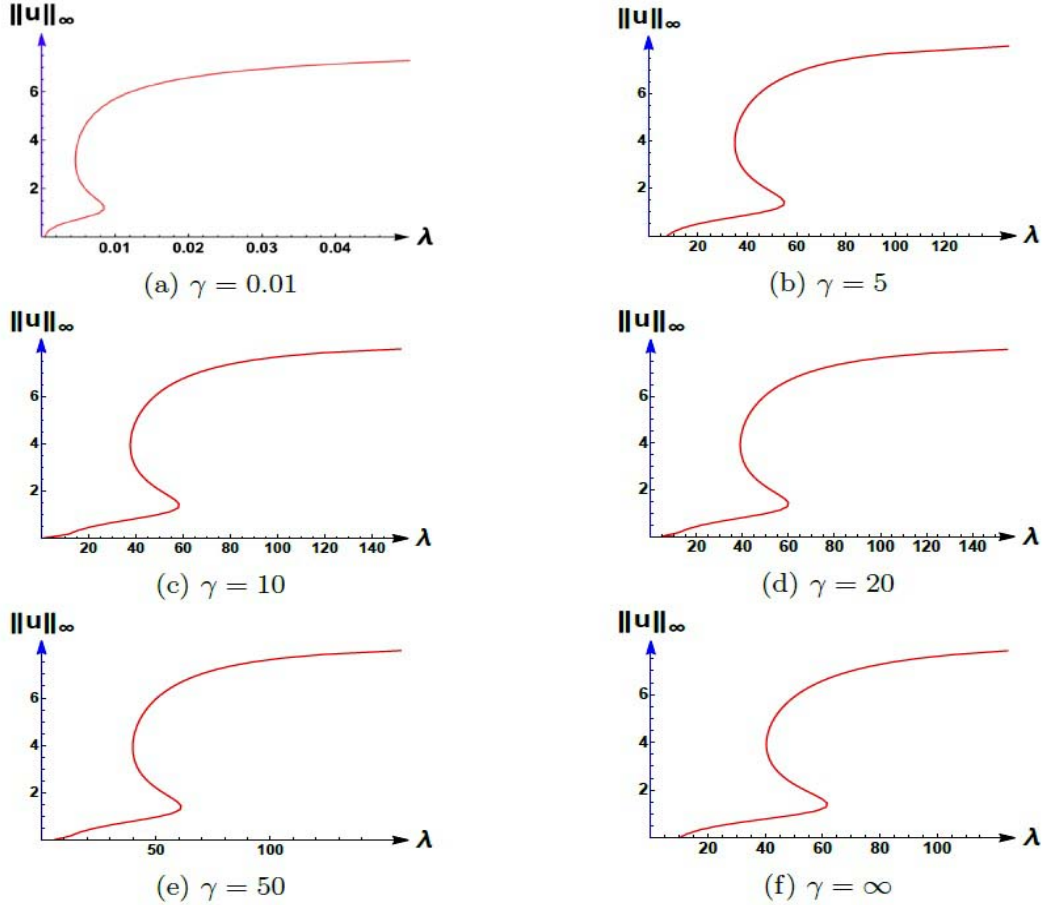 ‖u‖∞
6
4
2
0.01 0.02 0.03 0.04 λ
(a) γ = 0.01
‖u‖∞
6
4
2
20 40 60 80 100 120 λ
(b) γ = 5
‖u‖∞
6
4
2
20 40 60 80 100 120 140 λ
(c) γ = 10
‖u‖∞
6
4
2
20 40 60 80 100 120 140 λ
(d) γ = 20
‖u‖∞
6
4
2
50 100 λ
(e) γ = 50
‖u‖∞
6
4
2
20 40 60 80 100 λ
(f) γ = ∞